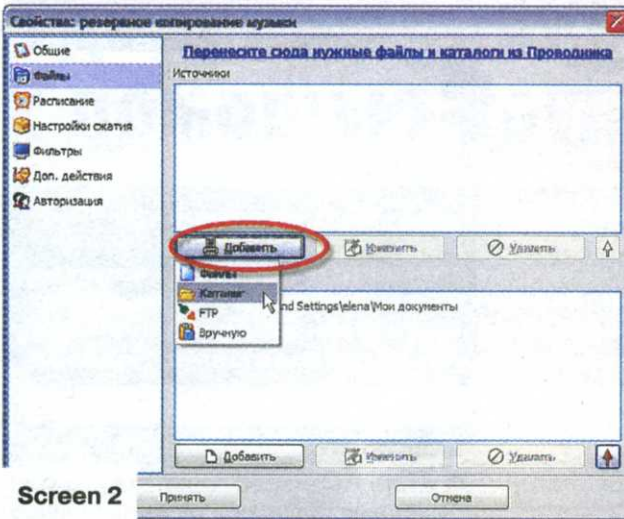 Свойства: резервное копирование музыки
Общие
Файлы
Расписание
Настройки сжатия
Фильтры
Доп. действия
Авторизация
Перенесите сюда нужные файлы и каталоги из Проводника
Источники
Добавить
Изменить
Удалить
Файлы
Каталог
FTP
Вручную
nd Settings\elena\Мои документы
Добавить
Изменить
Удалить
Принять
Отмена
Screen 2